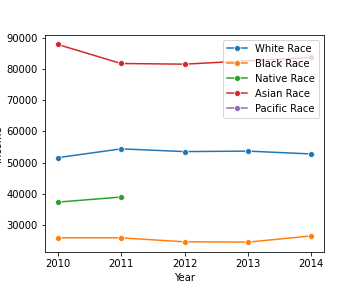 90000
80000
70000
60000
50000
40000
30000
2010
2011
2012
2013
2014
Year
White Race
Black Race
Native Race
Asian Race
Pacific Race